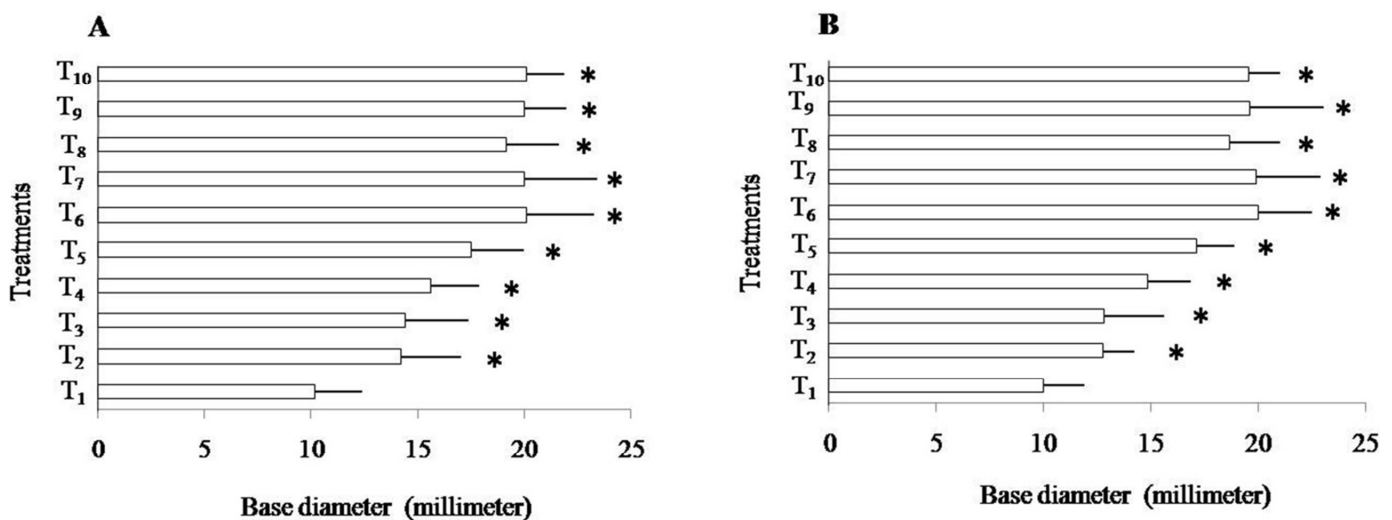 A
T10 *
T9 *
T8 *
T7 *
T6 *
T5 *
T4 *
T3 *
T2 *
T1
Treatments
0 5 10 15 20 25
Base diameter (millimeter)
B
T10 *
T9 *
T8 *
T7 *
T6 *
T5 *
T4 *
T3 *
T2 *
T1
Treatments
0 5 10 15 20 25
Base diameter (millimeter)